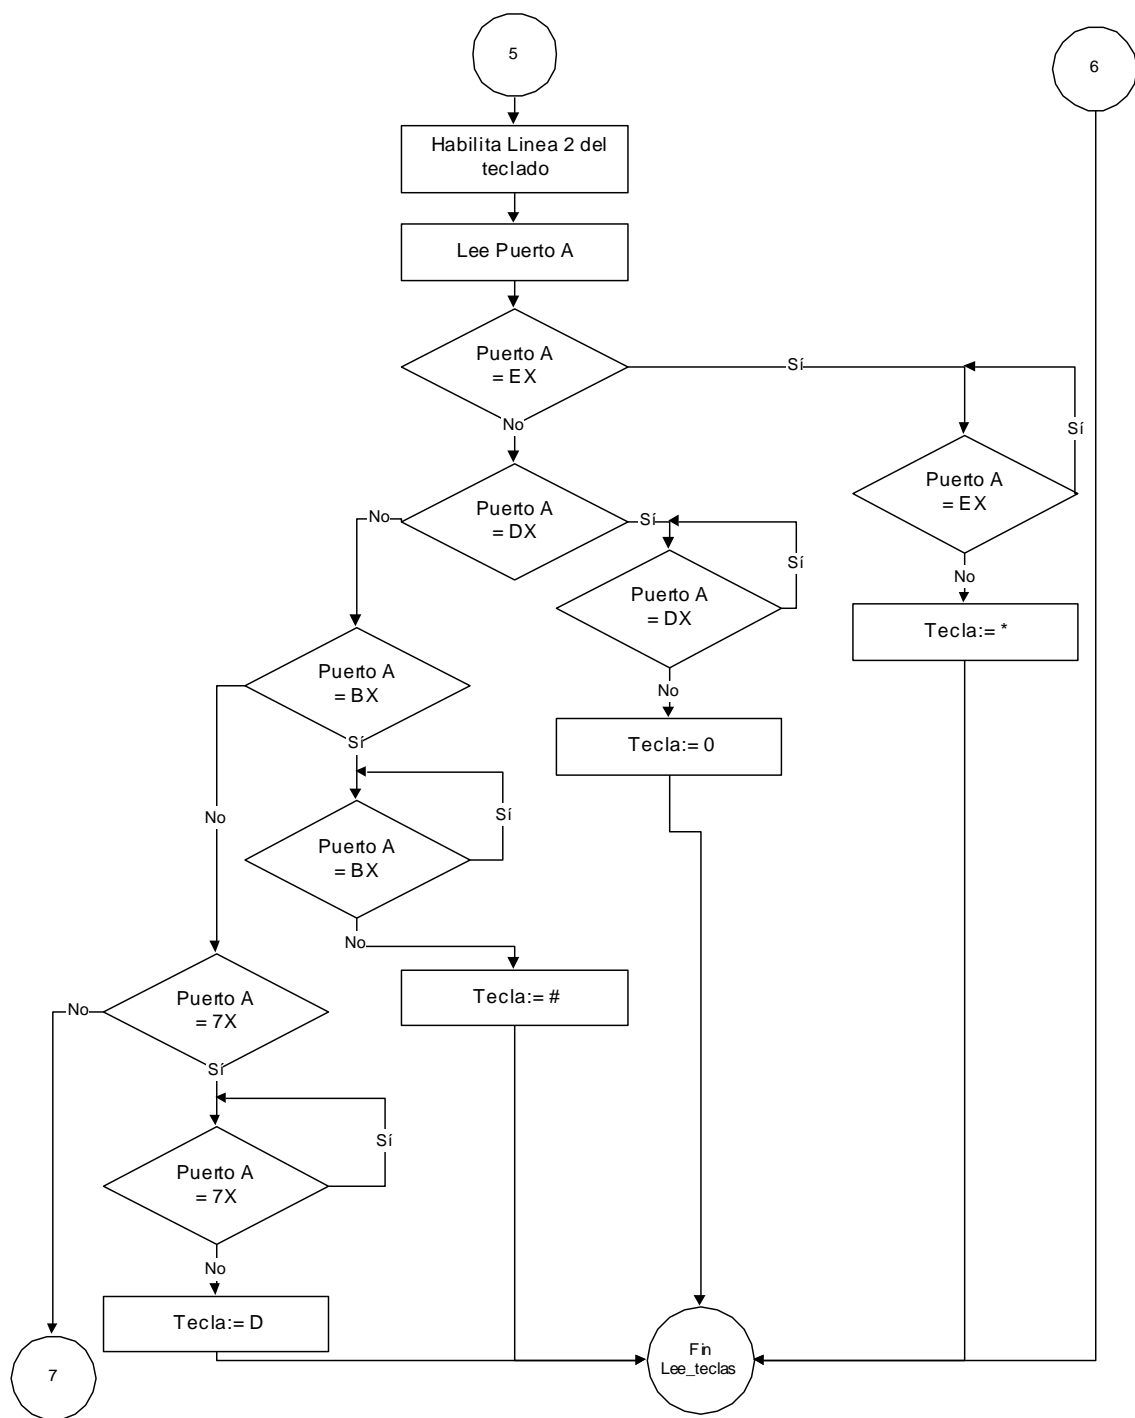 5
6
Habilita Linea 2 del
teclado
Lee Puerto A
Puerto A
= EX
Sí
No
Sí
Puerto A
= EX
Puerto A
= DX
No
Sí
Sí
Puerto A
= DX
No
Tecla:= *
Puerto A
= BX
No
Sí
Tecla:= 0
No
Sí
Puerto A
= BX
No
Puerto A
= 7X
No
Tecla:= #
Sí
Sí
Puerto A
= 7X
No
Tecla:= D
Fin
Lee_teclas
7